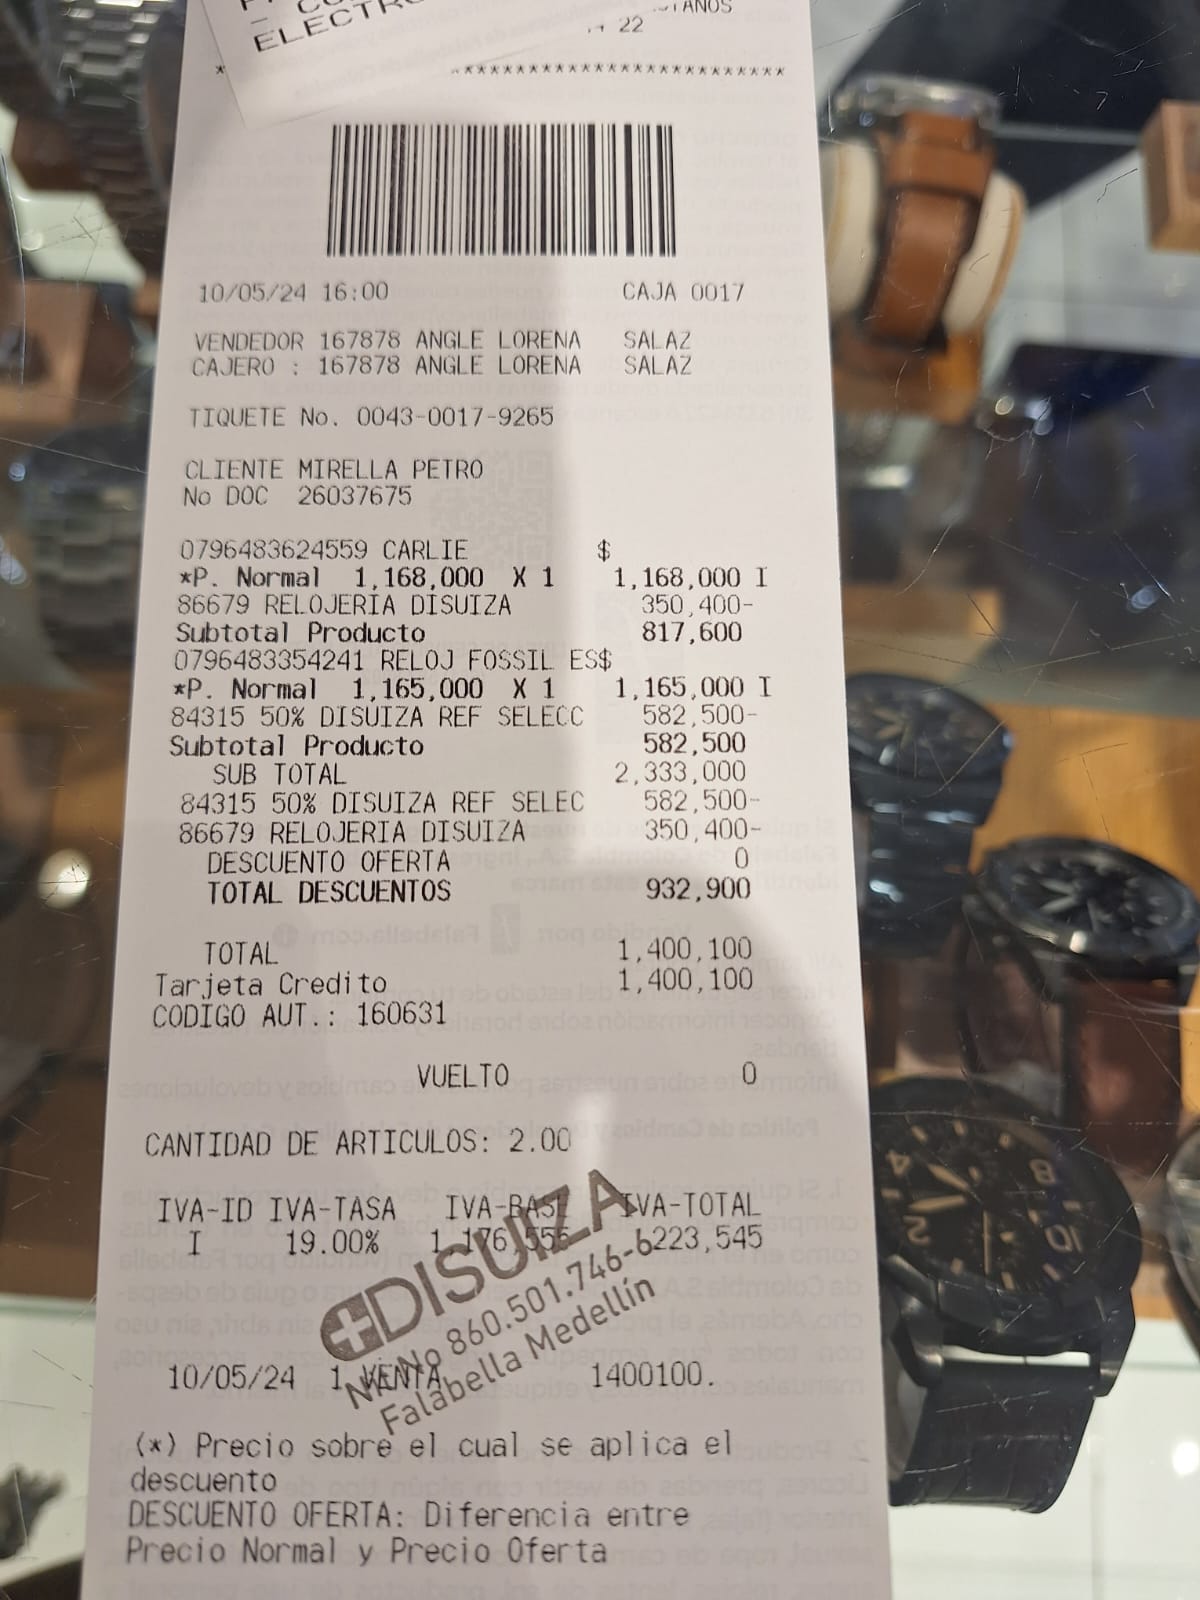 ELECTRO
22
*
**************************
10/05/24 16:00 CAJA 0017
VENDEDOR 167878 ANGLE LORENA SALAZ
CAJERO : 167878 ANGLE LORENA SALAZ
TIQUETE No. 0043-0017-9265
CLIENTE MIRELLA PETRO
No DOC 26037675
0796483624559 CARLIE $
*P. Normal 1,168,000 X 1 1,168,000 I
86679 RELOJERIA DISUIZA 350,400-
Subtotal Producto 817,600
0796483354241 RELOJ FOSSIL ES$
*P. Normal 1,165,000 X 1 1,165,000 I
84315 50% DISUIZA REF SELECC 582,500-
Subtotal Producto 582,500
SUB TOTAL 2,333,000
84315 50% DISUIZA REF SELEC 582,500-
86679 RELOJERIA DISUIZA 350,400-
DESCUENTO OFERTA 0
TOTAL DESCUENTOS 932,900
TOTAL 1,400,100
Tarjeta Credito 1,400,100
CODIGO AUT.: 160631
VUELTO 0
CANTIDAD DE ARTICULOS: 2.00
IVA-ID IVA-TASA IVA-BASE IVA-TOTAL
I 19.00% 1,176,555 223,545
DISUIZA
Nit. No 860.501.746-6
Falabella Medellín
10/05/24 1 VENTA 1400100.
(*) Precio sobre el cual se aplica el
descuento
DESCUENTO OFERTA: Diferencia entre
Precio Normal y Precio Oferta